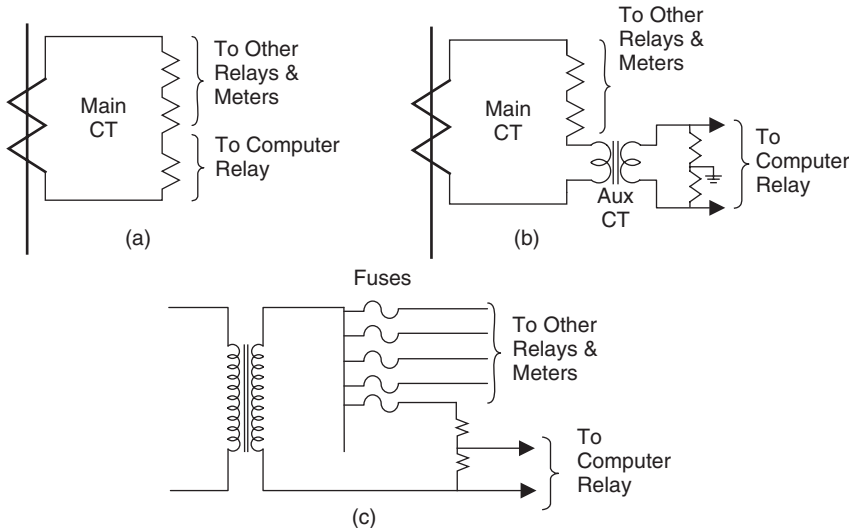 To Other
Relays &
Meters
Main
CT
To Computer
Relay
(a)
To Other
Relays &
Meters
Main
CT
To
Computer
Relay
Aux
CT
(b)
Fuses
To Other
Relays &
Meters
To
Computer
Relay
(c)